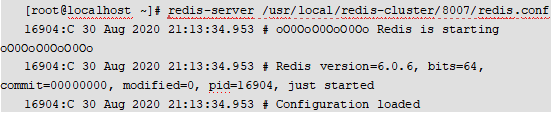 [root@localhost ~]# redis-server /usr/local/redis-cluster/8007/redis.conf
16904:C 30 Aug 2020 21:13:34.953 # oO0OoO0OoO0Oo Redis is starting
oO0OoO0OoO0Oo
16904:C 30 Aug 2020 21:13:34.953 # Redis version=6.0.6, bits=64,
commit=00000000, modified=0, pid=16904, just started
16904:C 30 Aug 2020 21:13:34.953 # Configuration loaded